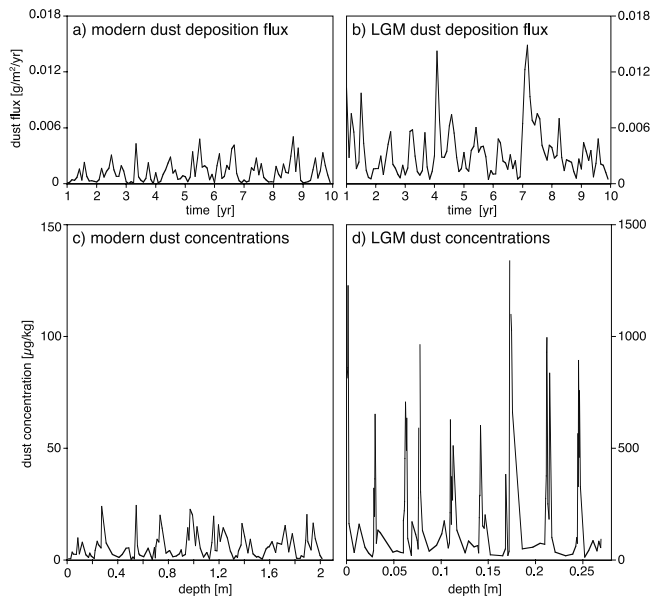 0.018
a) modern dust deposition flux
b) LGM dust deposition flux
0.018
0.012
0.012
dust flux [g/m²/yr]
0.006
0.006
0
0
1 2 3 4 5 6 7 8 9 10
1 2 3 4 5 6 7 8 9 10
time [yr]
time [yr]
150
c) modern dust concentrations
d) LGM dust concentrations
1500
100
1000
dust concentration [µg/kg]
50
500
0
0
0 0.4 0.8 1.2 1.6 2
0 0.05 0.1 0.15 0.2 0.25
depth [m]
depth [m]